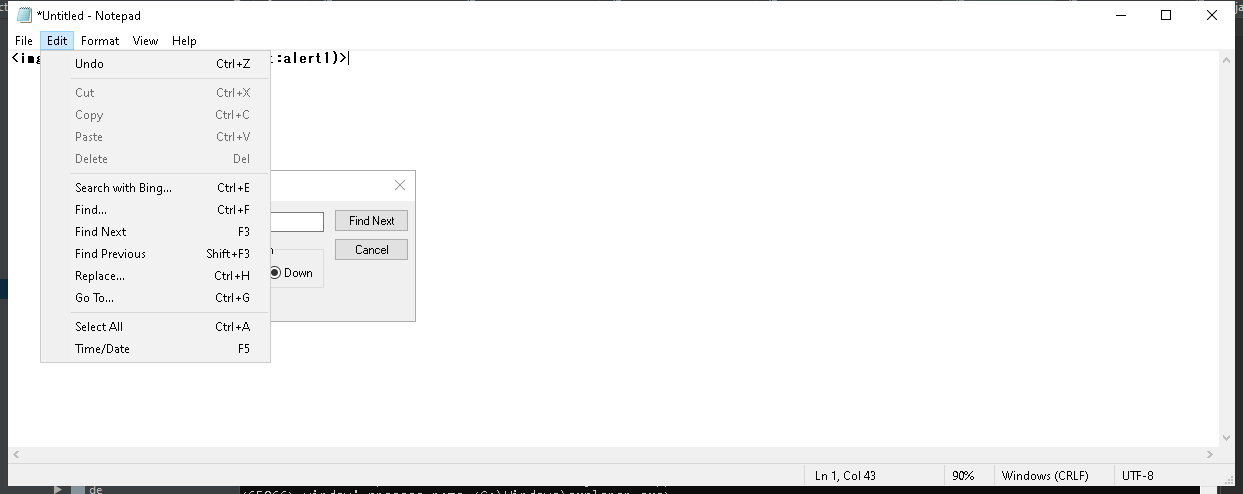 *Untitled - Notepad
File Edit Format View Help
<img :alert1)>
Undo Ctrl+Z
Cut Ctrl+X
Copy Ctrl+C
Paste Ctrl+V
Delete Del
Search with Bing... Ctrl+E
Find... Ctrl+F
Find Next F3
Find Previous Shift+F3
Replace... Ctrl+H
Go To... Ctrl+G
Select All Ctrl+A
Time/Date F5
Find Next
Cancel
Down
Ln 1, Col 43 90% Windows (CRLF) UTF-8
de